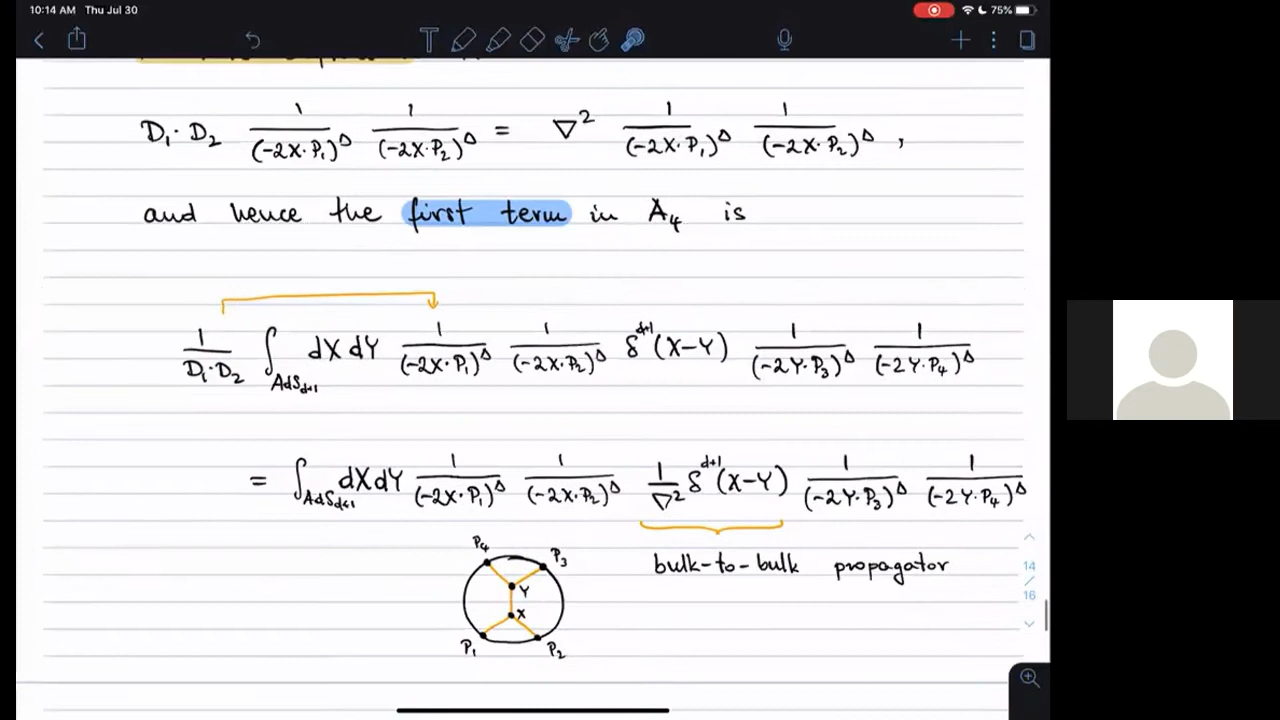 10:14 AM Thu Jul 30
75%
D₁·D₂ 1/(-2X·P₁)^Δ 1/(-2X·P₂)^Δ = ∇² 1/(-2X·P₁)^Δ 1/(-2X·P₂)^Δ ,
and hence the first term in A₄ is
1/(D₁·D₂) ∫_{AdS_{d+1}} dX dY 1/(-2X·P₁)^Δ 1/(-2X·P₂)^Δ δ^{d+1}(X-Y) 1/(-2Y·P₃)^Δ 1/(-2Y·P₄)^Δ
= ∫_{AdS_{d+1}} dX dY 1/(-2X·P₁)^Δ 1/(-2X·P₂)^Δ 1/∇² δ^{d+1}(X-Y) 1/(-2Y·P₃)^Δ 1/(-2Y·P₄)^Δ
bulk-to-bulk propagator
P₄ P₃
Y
X
P₁ P₂
14
/
16